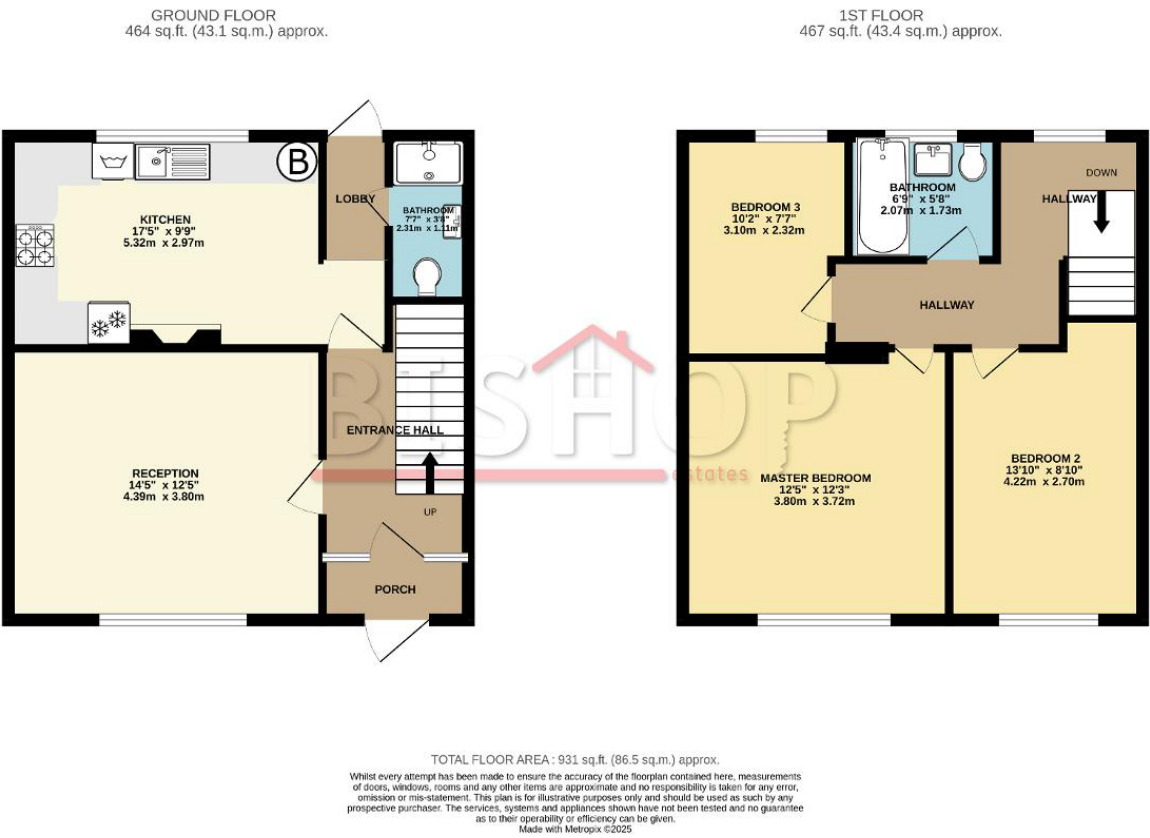 GROUND FLOOR
464 sq.ft. (43.1 sq.m.) approx.
1ST FLOOR
467 sq.ft. (43.4 sq.m.) approx.
B
KITCHEN
17'5" x 9'9"
5.32m x 2.97m
LOBBY
BATHROOM
7'7" x 3'8"
2.31m x 1.11m
RECEPTION
14'5" x 12'5"
4.39m x 3.80m
ENTRANCE HALL
UP
PORCH
BEDROOM 3
10'2" x 7'7"
3.10m x 2.32m
BATHROOM
6'9" x 5'8"
2.07m x 1.73m
DOWN
HALLWAY
HALLWAY
MASTER BEDROOM
12'5" x 12'3"
3.80m x 3.72m
BEDROOM 2
13'10" x 8'10"
4.22m x 2.70m
BISHOP
estates
TOTAL FLOOR AREA : 931 sq.ft. (86.5 sq.m.) approx.
Whilst every attempt has been made to ensure the accuracy of the floorplan contained here, measurements
of doors, windows, rooms and any other items are approximate and no responsibility is taken for any error,
omission or mis-statement. This plan is for illustrative purposes only and should be used as such by any
prospective purchaser. The services, systems and appliances shown have not been tested and no guarantee
as to their operability or efficiency can be given.
Made with Metropix ©2025